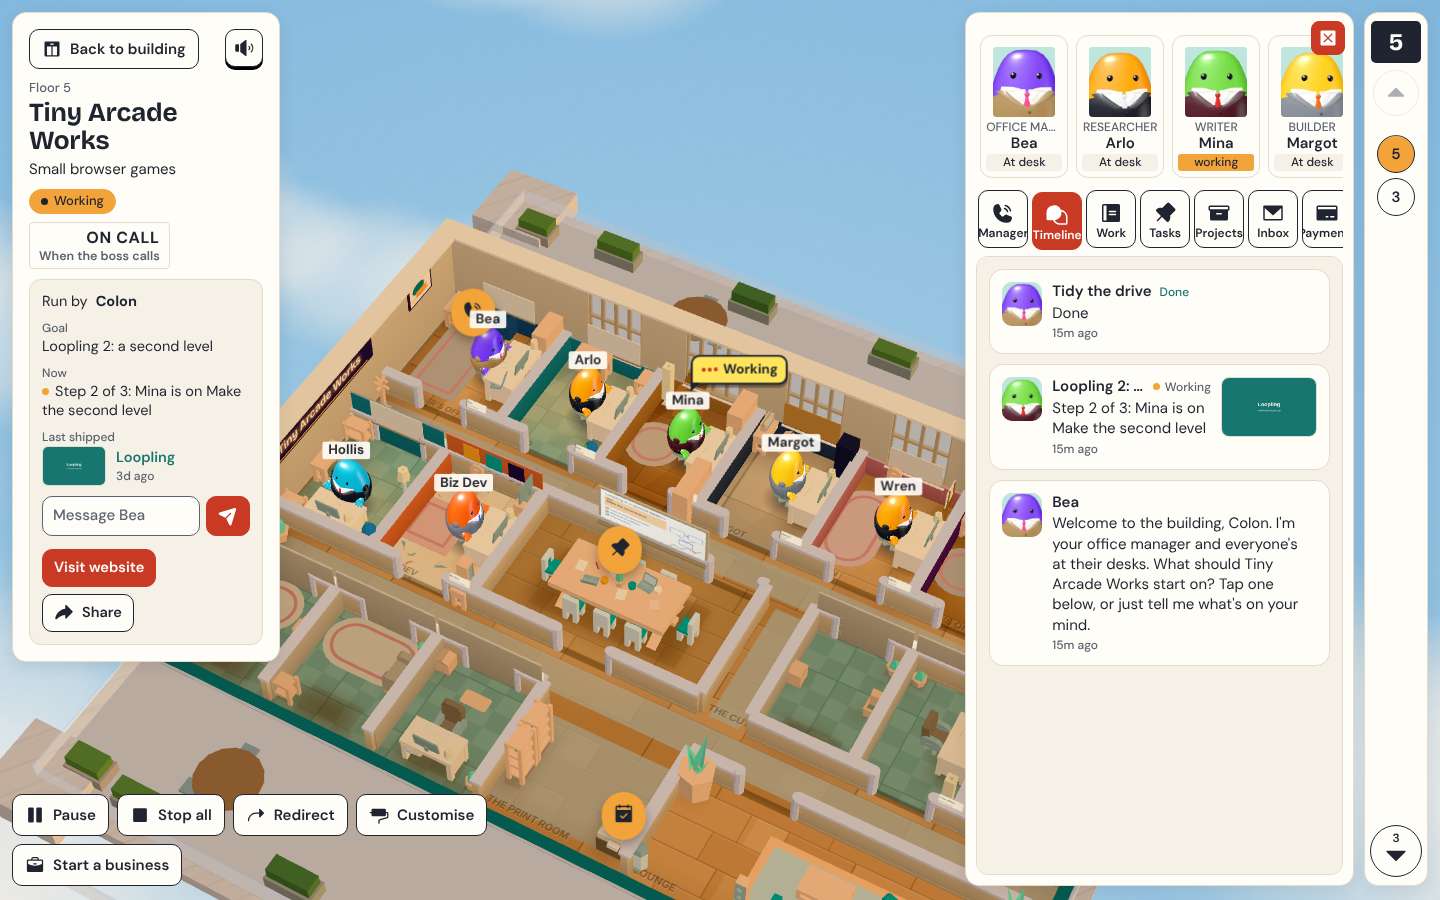 Back to building
Floor 5
Tiny Arcade
Works
Small browser games
Working
ON CALL
When the boss calls
Run by Colon
Goal
Loopling 2: a second level
Now
Step 2 of 3: Mina is on Make
the second level
Last shipped
Loopling
3d ago
Message Bea
Visit website
Share
Pause
Stop all
Redirect
Customise
Start a business
Tiny Arcade Works
Bea
Arlo
Working
Mina
Margot
Hollis
Biz Dev
Wren
THE PRINT ROOM
OFFICE MA...
Bea
At desk
RESEARCHER
Arlo
At desk
WRITER
Mina
working
BUILDER
Margot
At desk
Manager
Timeline
Work
Tasks
Projects
Inbox
Paymen
Tidy the drive Done
Done
15m ago
Loopling 2: ... Working
Step 2 of 3: Mina is on
Make the second level
15m ago
Loopling
Bea
Welcome to the building, Colon. I'm
your office manager and everyone's
at their desks. What should Tiny
Arcade Works start on? Tap one
below, or just tell me what's on your
mind.
15m ago
5
5
3
3